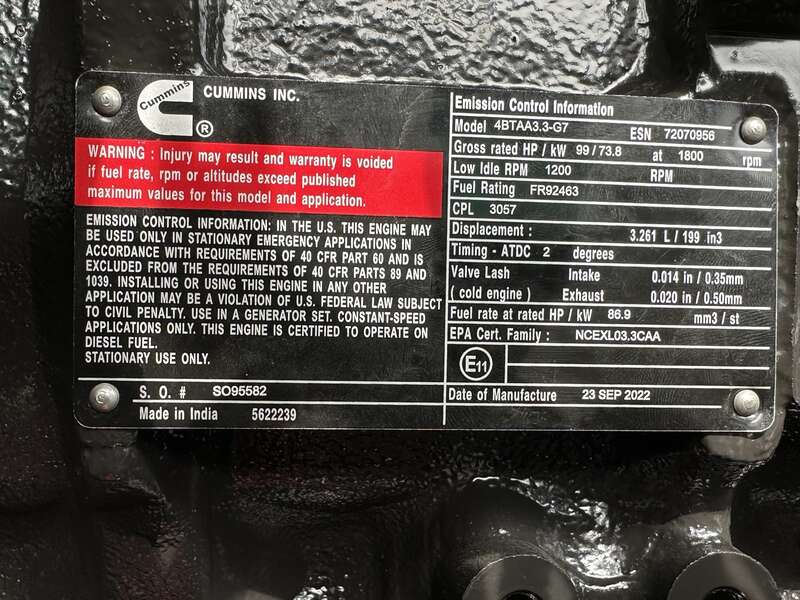 Cummins
®
CUMMINS INC.
WARNING : Injury may result and warranty is voided
if fuel rate, rpm or altitudes exceed published
maximum values for this model and application.
EMISSION CONTROL INFORMATION: IN THE U.S. THIS ENGINE MAY
BE USED ONLY IN STATIONARY EMERGENCY APPLICATIONS IN
ACCORDANCE WITH REQUIREMENTS OF 40 CFR PART 60 AND IS
EXCLUDED FROM THE REQUIREMENTS OF 40 CFR PARTS 89 AND
1039. INSTALLING OR USING THIS ENGINE IN ANY OTHER
APPLICATION MAY BE A VIOLATION OF U.S. FEDERAL LAW SUBJECT
TO CIVIL PENALTY. USE IN A GENERATOR SET. CONSTANT-SPEED
APPLICATIONS ONLY. THIS ENGINE IS CERTIFIED TO OPERATE ON
DIESEL FUEL.
STATIONARY USE ONLY.
S. O. # SO95582
Made in India 5622239
Emission Control Information
Model 4BTAA3.3-G7 ESN 72070956
Gross rated HP / kW 99/73.8 at 1800 rpm
Low Idle RPM 1200 RPM
Fuel Rating FR92463
CPL 3057
Displacement : 3.261 L / 199 in3
Timing - ATDC 2 degrees
Valve Lash Intake 0.014 in / 0.35mm
( cold engine ) Exhaust 0.020 in / 0.50mm
Fuel rate at rated HP / kW 86.9 mm3 / st
EPA Cert. Family : NCEXL03.3CAA
E11
Date of Manufacture 23 SEP 2022